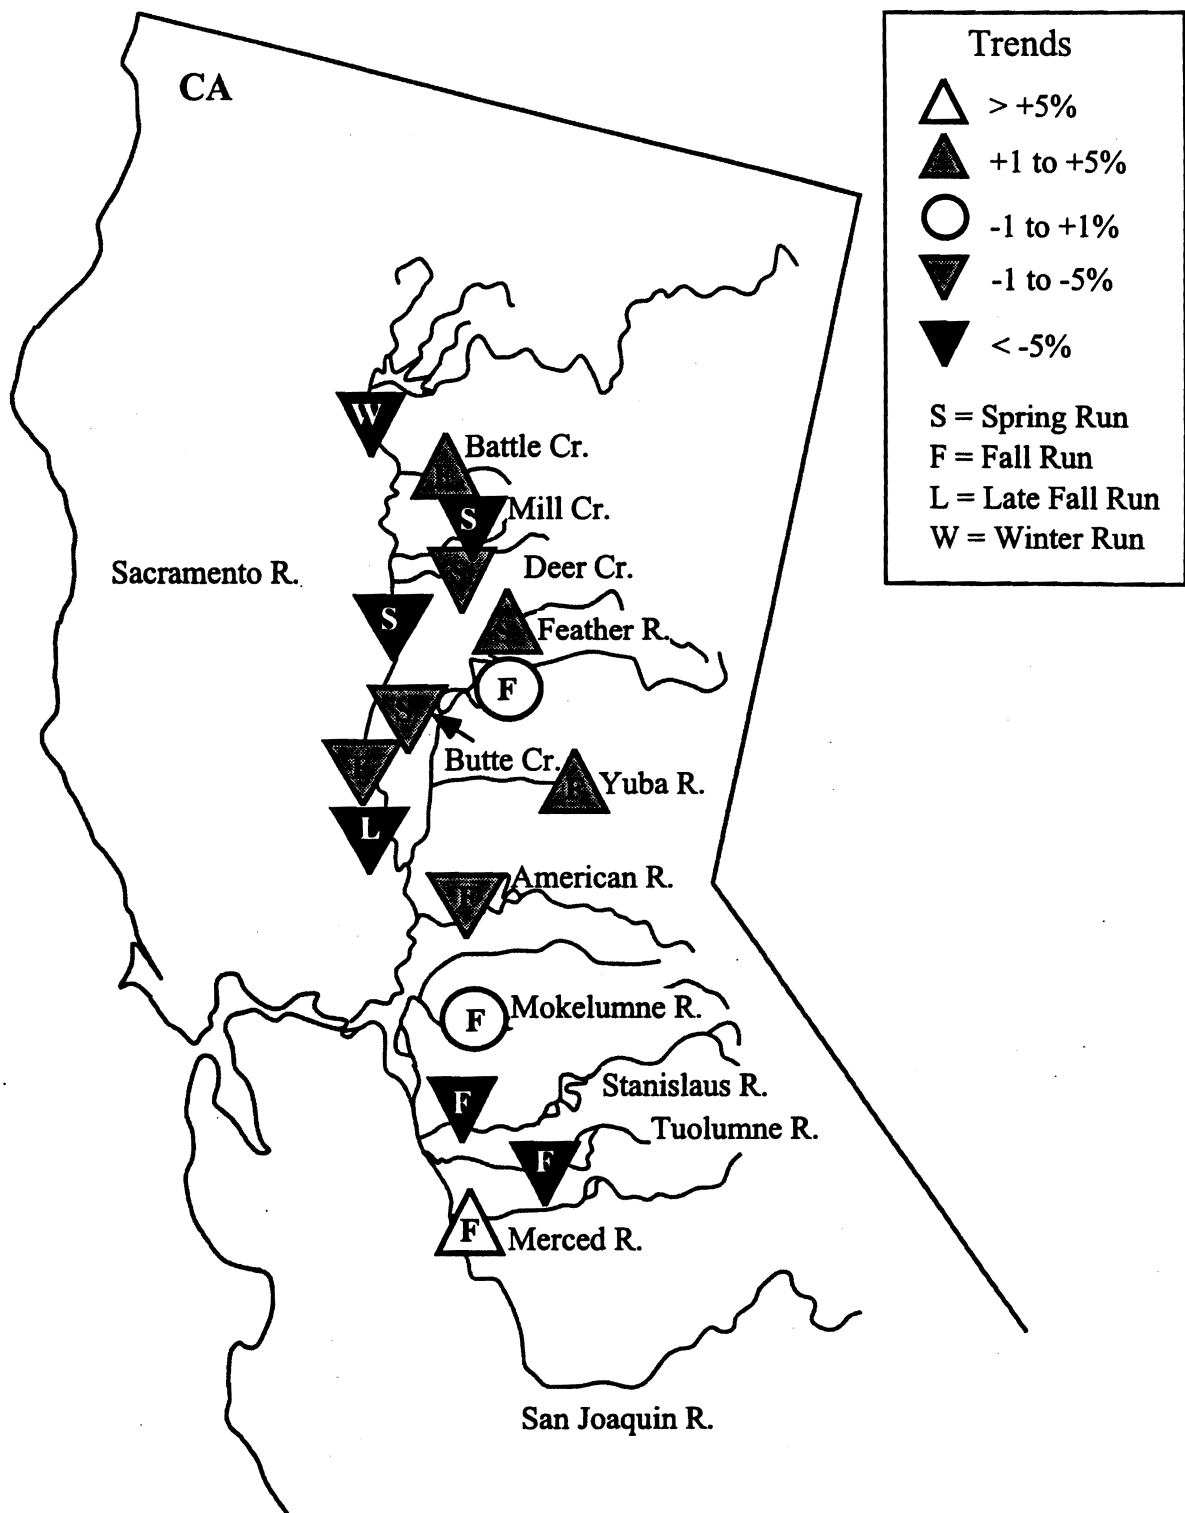 CA
Trends
> +5%
+1 to +5%
-1 to +1%
-1 to -5%
< -5%
S = Spring Run
F = Fall Run
L = Late Fall Run
W = Winter Run
W
Battle Cr.
S
Mill Cr.
Sacramento R.
Deer Cr.
S
S
Feather R.
F
S
Butte Cr.
Yuba R.
L
American R.
F
F
Mokelumne R.
Stanislaus R.
F
Tuolumne R.
F
F
Merced R.
San Joaquin R.